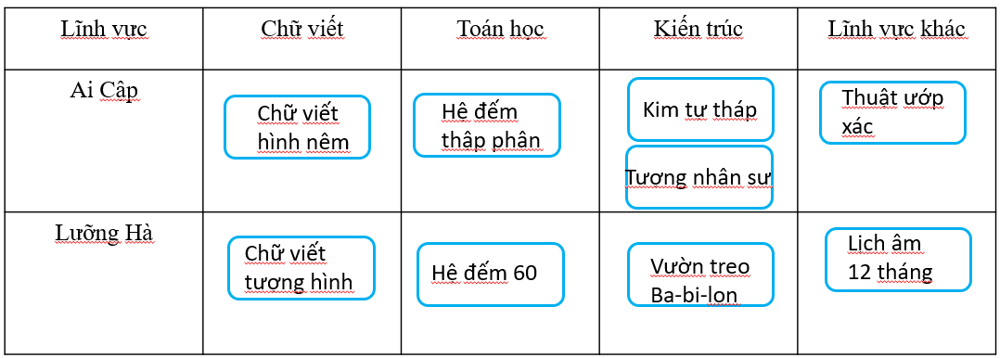 Lĩnh vực
Chữ viết
Toán học
Kiến trúc
Lĩnh vực khác
Ai Cập
Chữ viết
hình nêm
Hệ đếm
thập phân
Kim tự tháp
Tượng nhân sư
Thuật ướp
xác
Lưỡng Hà
Chữ viết
tượng hình
Hệ đếm 60
Vườn treo
Ba-bi-lon
Lịch âm
12 tháng